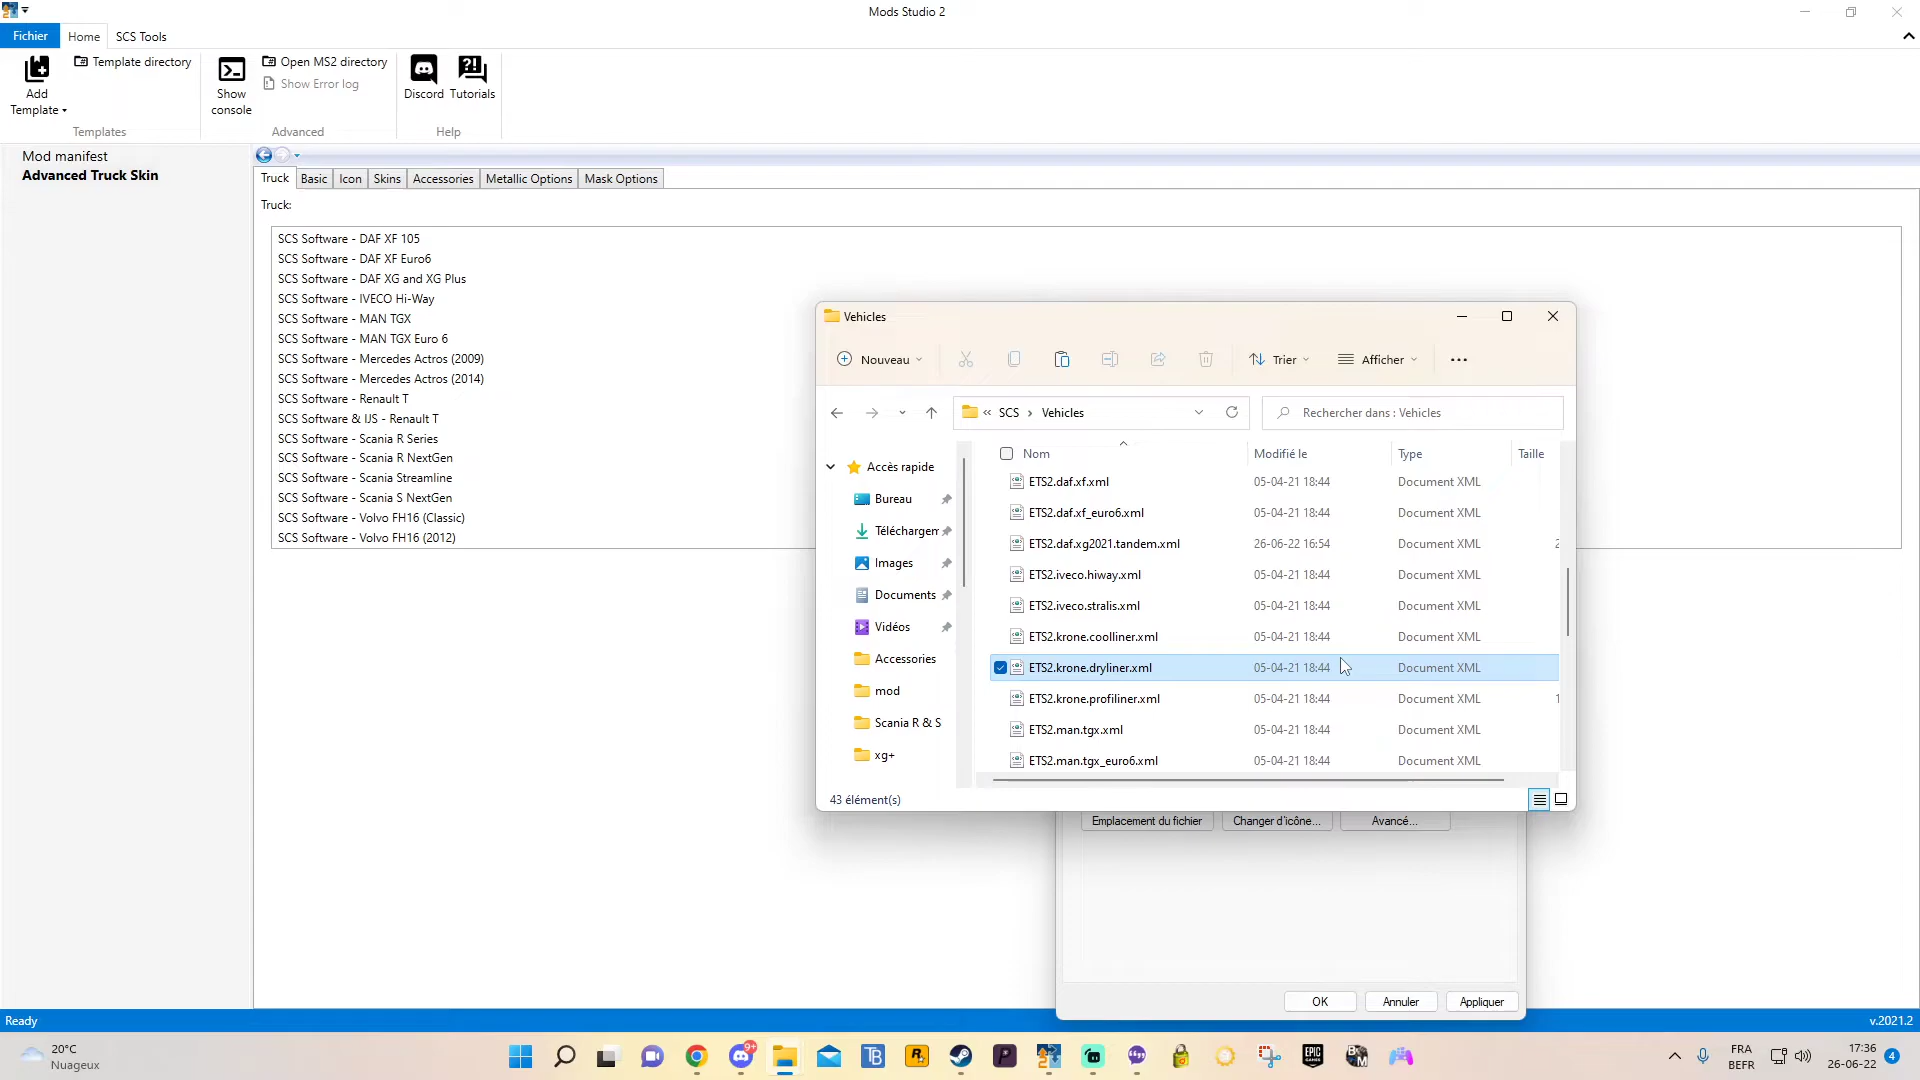 Mods Studio 2
Fichier
Home
SCS Tools
Add
Template
Template directory
Templates
Show
console
Open MS2 directory
Show Error log
Advanced
Discord
Tutorials
Help
Mod manifest
Advanced Truck Skin
Truck
Basic
Icon
Skins
Accessories
Metallic Options
Mask Options
Truck:
SCS Software - DAF XF 105
SCS Software - DAF XF Euro6
SCS Software - DAF XG and XG Plus
SCS Software - IVECO Hi-Way
SCS Software - MAN TGX
SCS Software - MAN TGX Euro 6
SCS Software - Mercedes Actros (2009)
SCS Software - Mercedes Actros (2014)
SCS Software - Renault T
SCS Software & IJS - Renault T
SCS Software - Scania R Series
SCS Software - Scania R NextGen
SCS Software - Scania Streamline
SCS Software - Scania S NextGen
SCS Software - Volvo FH16 (Classic)
SCS Software - Volvo FH16 (2012)
Vehicles
Nouveau
Trier
Afficher
« SCS > Vehicles
Rechercher dans : Vehicles
Accès rapide
Bureau
Téléchargem
Images
Documents
Vidéos
Accessories
mod
Scania R & S
xg+
Nom Modifié le Type Taille
ETS2.daf.xf.xml 05-04-21 18:44 Document XML
ETS2.daf.xf_euro6.xml 05-04-21 18:44 Document XML
ETS2.daf.xg2021.tandem.xml 26-06-22 16:54 Document XML 2
ETS2.iveco.hiway.xml 05-04-21 18:44 Document XML
ETS2.iveco.stralis.xml 05-04-21 18:44 Document XML
ETS2.krone.coolliner.xml 05-04-21 18:44 Document XML
ETS2.krone.dryliner.xml 05-04-21 18:44 Document XML
ETS2.krone.profiliner.xml 05-04-21 18:44 Document XML 1
ETS2.man.tgx.xml 05-04-21 18:44 Document XML
ETS2.man.tgx_euro6.xml 05-04-21 18:44 Document XML
43 élément(s)
Emplacement du fichier
Changer d'icône...
Avancé...
OK
Annuler
Appliquer
Ready
v.2021.2
20°C
Nuageux
9+
TB
R
P
EPIC
GAMES
BM
FRA
BEFR
17:36
26-06-22
4